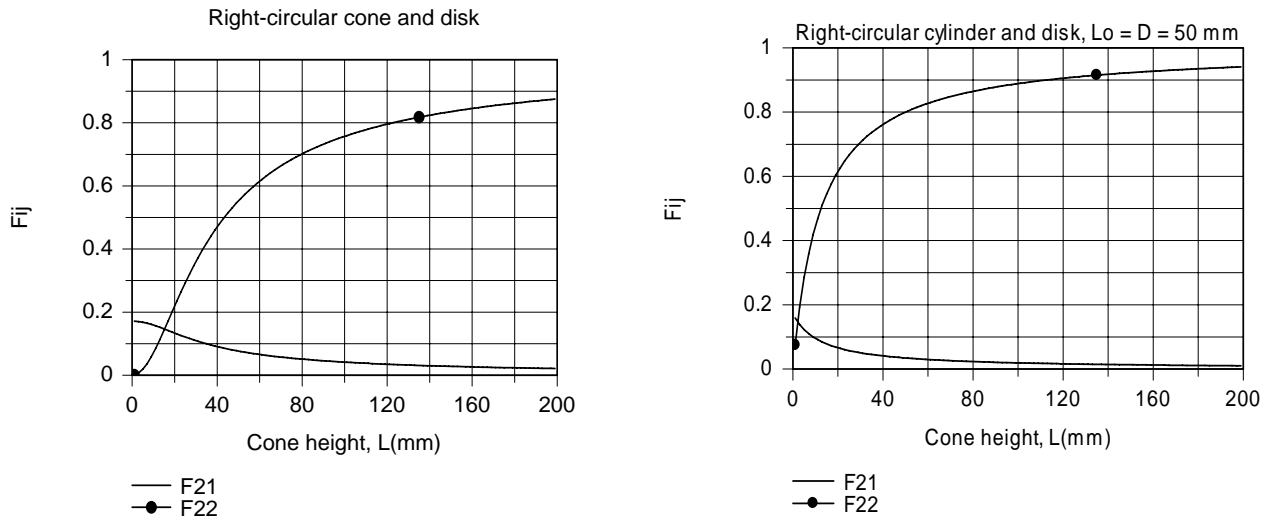 Right-circular cone and disk
1
0.8
0.6
0.4
0.2
0
Fij
0 40 80 120 160 200
Cone height, L(mm)
F21
F22
Right-circular cylinder and disk, Lo = D = 50 mm
1
0.8
0.6
0.4
0.2
0
Fij
0 40 80 120 160 200
Cone height, L(mm)
F21
F22